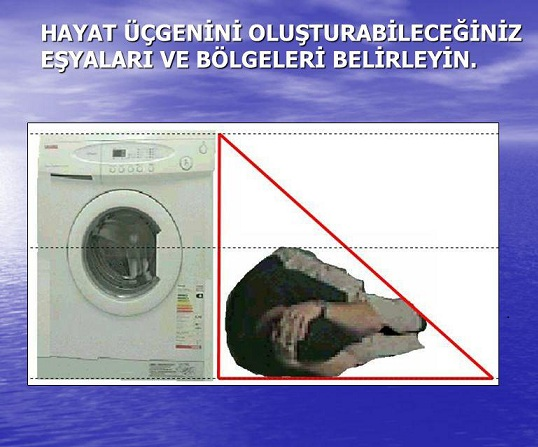 HAYAT ÜÇGENİNİ OLUŞTURABİLECEĞİNİZ
EŞYALARI VE BÖLGELERİ BELİRLEYİN.